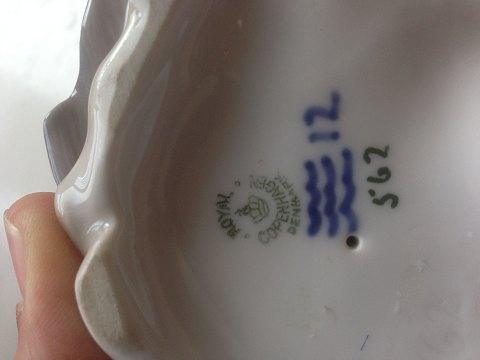 ROYAL COPENHAGEN
DENMARK
12
562